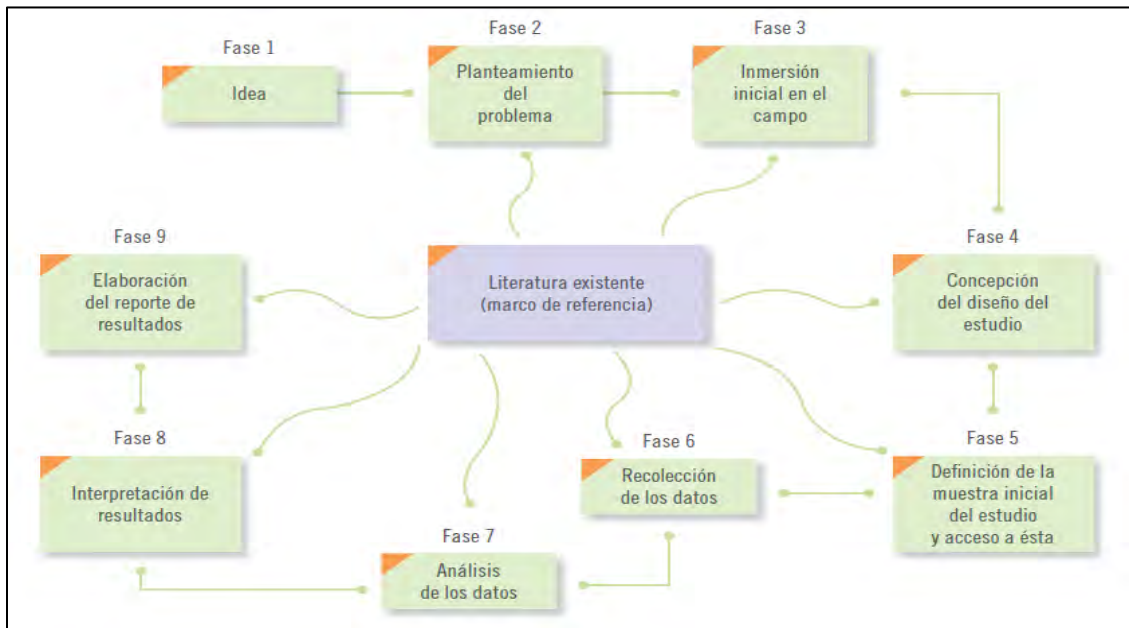 Fase 1
Idea
Fase 2
Planteamiento
del
problema
Fase 3
Inmersión
inicial en el
campo
Fase 4
Concepción
del diseño del
estudio
Fase 5
Definición de la
muestra inicial
del estudio
y acceso a ésta
Fase 6
Recolección
de los datos
Fase 7
Análisis
de los datos
Fase 8
Interpretación de
resultados
Fase 9
Elaboración
del reporte de
resultados
Literatura existente
(marco de referencia)